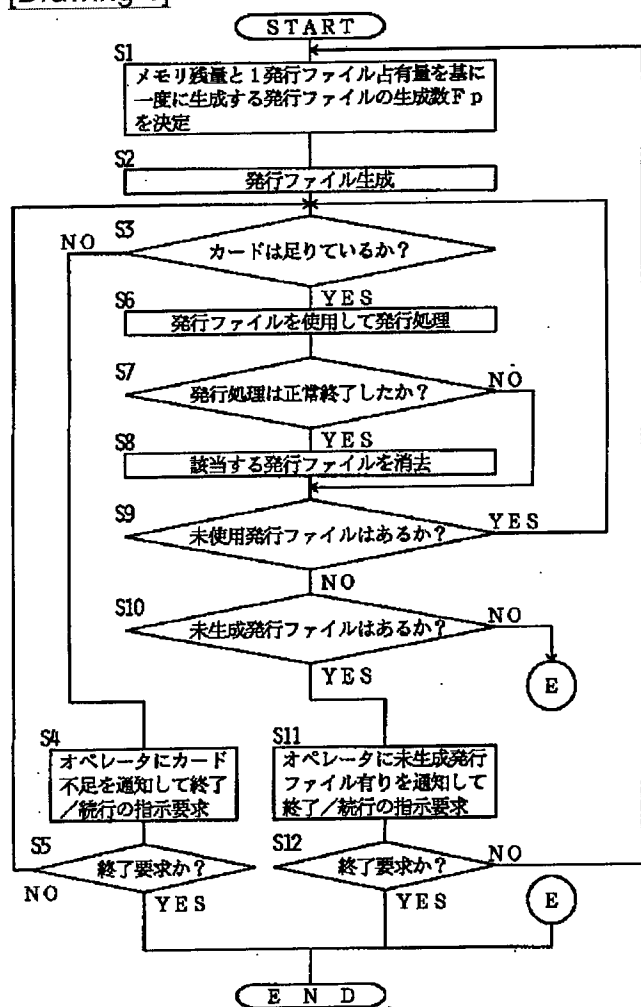 START
S1
メモリ残量と1発行ファイル占有量を基に
一度に生成する発行ファイルの生成数Fp
を決定
S2
発行ファイル生成
S3
NO
カードは足りているか?
YES
S6
発行ファイルを使用して発行処理
S7
発行処理は正常終了したか?
NO
YES
S8
該当する発行ファイルを消去
S9
未使用発行ファイルはあるか?
YES
NO
S10
未生成発行ファイルはあるか?
NO
YES
E
S4
オペレータにカード
不足を通知して終了
/続行の指示要求
S11
オペレータに未生成発行
ファイル有りを通知して
終了/続行の指示要求
S5
終了要求か?
NO
YES
S12
終了要求か?
NO
YES
E
END